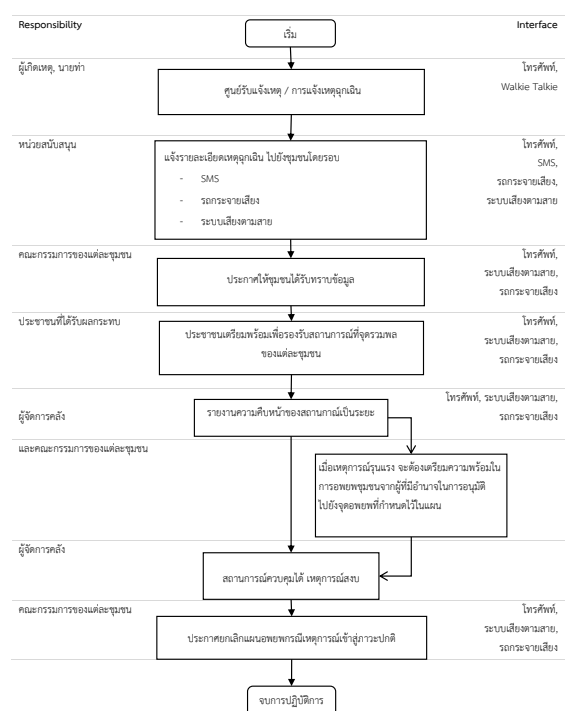 Responsibility
Interface
เริ่ม
ผู้เกิดเหตุ, นายท่า
ศูนย์รับแจ้งเหตุ / การแจ้งเหตุฉุกเฉิน
โทรศัพท์,
Walkie Talkie
หน่วยสนับสนุน
แจ้งรายละเอียดเหตุฉุกเฉิน ไปยังชุมชนโดยรอบ
- SMS
- รถกระจายเสียง
- ระบบเสียงตามสาย
โทรศัพท์,
SMS,
รถกระจายเสียง,
ระบบเสียงตามสาย
คณะกรรมการของแต่ละชุมชน
ประกาศให้ชุมชนได้รับทราบข้อมูล
โทรศัพท์,
ระบบเสียงตามสาย,
รถกระจายเสียง
ประชาชนที่ได้รับผลกระทบ
ประชาชนเตรียมพร้อมเพื่อรองรับสถานการณ์ที่จุดรวมพล
ของแต่ละชุมชน
โทรศัพท์,
ระบบเสียงตามสาย,
รถกระจายเสียง
ผู้จัดการคลัง
รายงานความคืบหน้าของสถานกาณ์เป็นระยะ
โทรศัพท์, ระบบเสียงตามสาย,
รถกระจายเสียง
และคณะกรรมการของแต่ละชุมชน
เมื่อเหตุการณ์รุนแรง จะต้องเตรียมความพร้อมใน
การอพยพชุมชนจากผู้ที่มีอำนาจในการอนุมัติ
ไปยังจุดอพยพที่กำหนดไว้ในแผน
ผู้จัดการคลัง
สถานการณ์ควบคุมได้ เหตุการณ์สงบ
คณะกรรมการของแต่ละชุมชน
ประกาศยกเลิกแผนอพยพกรณีเหตุการณ์เข้าสู่ภาวะปกติ
โทรศัพท์,
ระบบเสียงตามสาย,
รถกระจายเสียง
จบการปฏิบัติการ